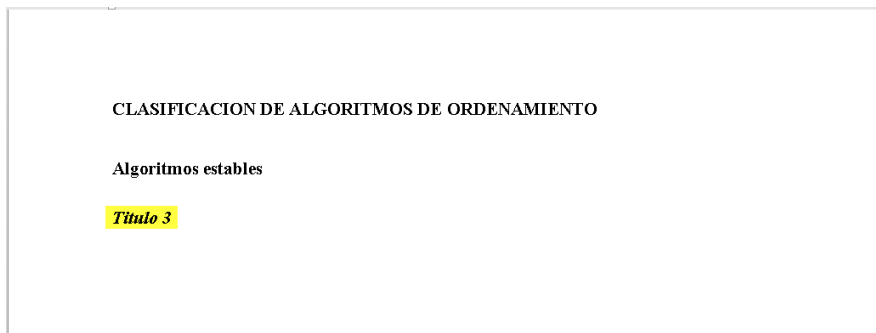 CLASIFICACION DE ALGORITMOS DE ORDENAMIENTO
Algoritmos estables
Titulo 3